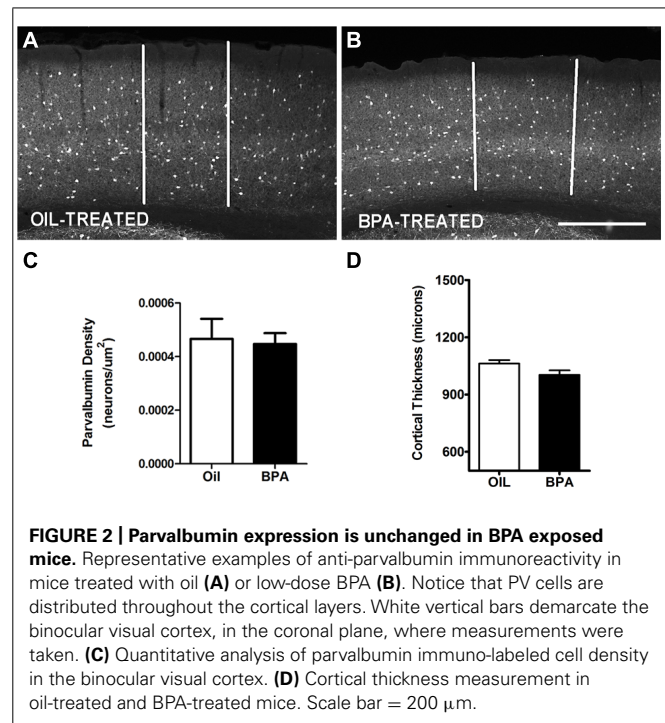 A
B
OIL-TREATED
BPA-TREATED
C
D
Parvalbumin Density
(neurons/um²)
0.0006
0.0004
0.0002
0.0000
Oil
BPA
Cortical Thickness (microns)
1500
1200
900
600
OIL
BPA
FIGURE 2 | Parvalbumin expression is unchanged in BPA exposed
mice. Representative examples of anti-parvalbumin immunoreactivity in
mice treated with oil (A) or low-dose BPA (B). Notice that PV cells are
distributed throughout the cortical layers. White vertical bars demarcate the
binocular visual cortex, in the coronal plane, where measurements were
taken. (C) Quantitative analysis of parvalbumin immuno-labeled cell density
in the binocular visual cortex. (D) Cortical thickness measurement in
oil-treated and BPA-treated mice. Scale bar = 200 μm.